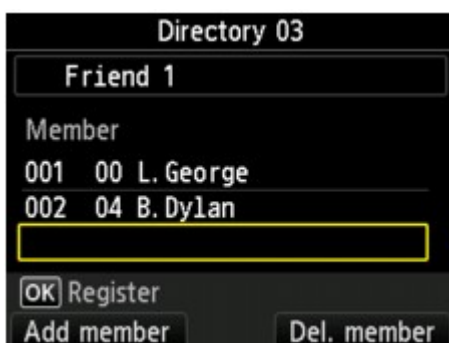 Directory 03
Friend 1
Member
001 00 L.George
002 04 B.Dylan
OK Register
Add member Del. member